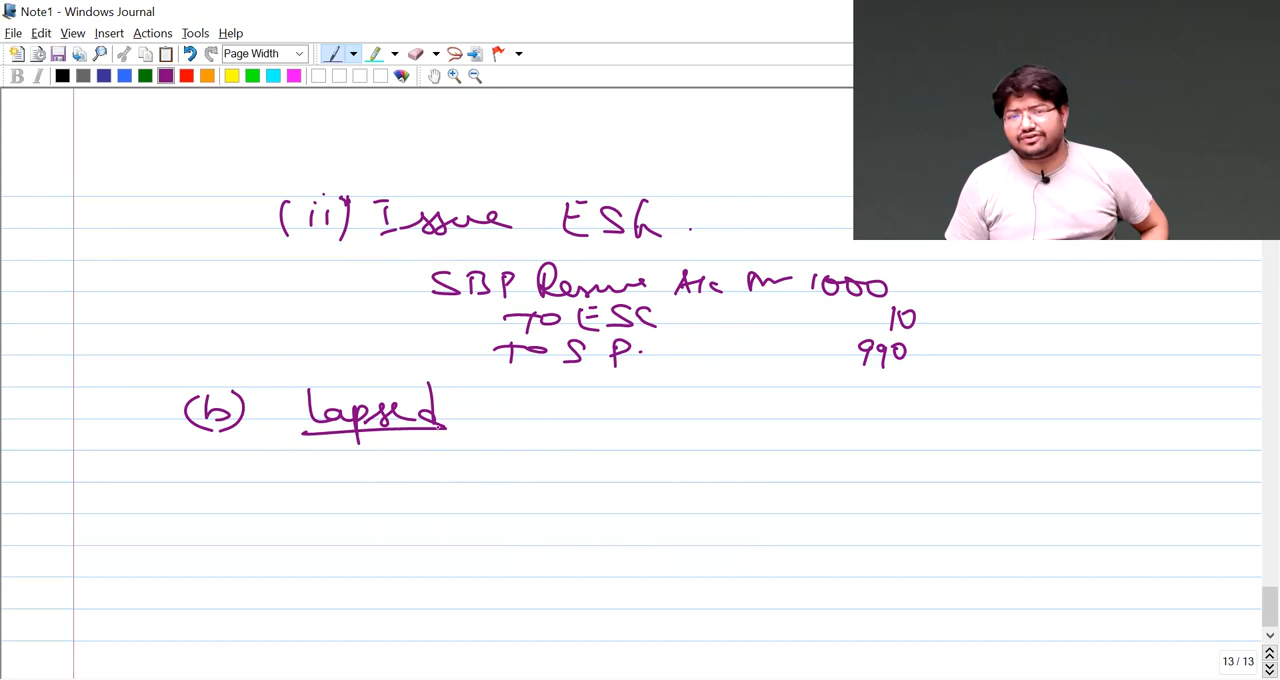 Note1 - Windows Journal
File Edit View Insert Actions Tools Help
Page Width
B I
(ii) Issue ESh.
SBP Reserve A/c Dr 1000
To ESC 10
To S P. 990
(b) Lapsed
13 / 13